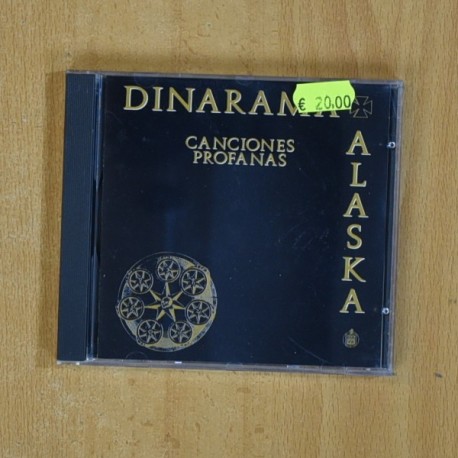 € 20,00
DINARAMA
CANCIONES
PROFANAS
ALASKA